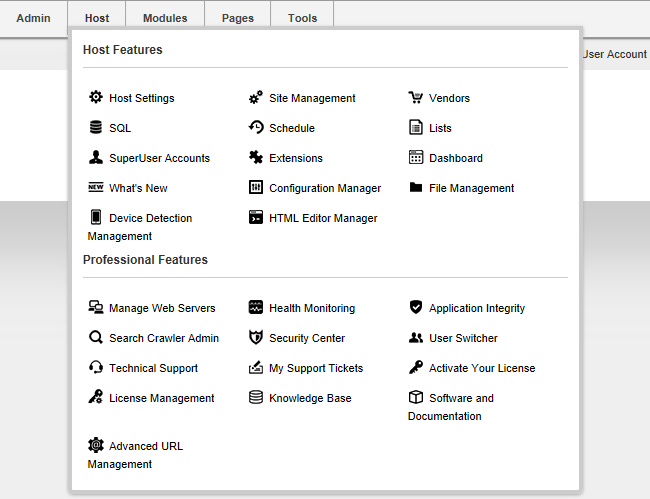 Admin
Host
Modules
Pages
Tools
User Account
Host Features
Host Settings
Site Management
Vendors
SQL
Schedule
Lists
SuperUser Accounts
Extensions
Dashboard
NEW What's New
Configuration Manager
File Management
Device Detection
Management
HTML Editor Manager
Professional Features
Manage Web Servers
Health Monitoring
Application Integrity
Search Crawler Admin
Security Center
User Switcher
Technical Support
My Support Tickets
Activate Your License
License Management
Knowledge Base
Software and
Documentation
Advanced URL
Management